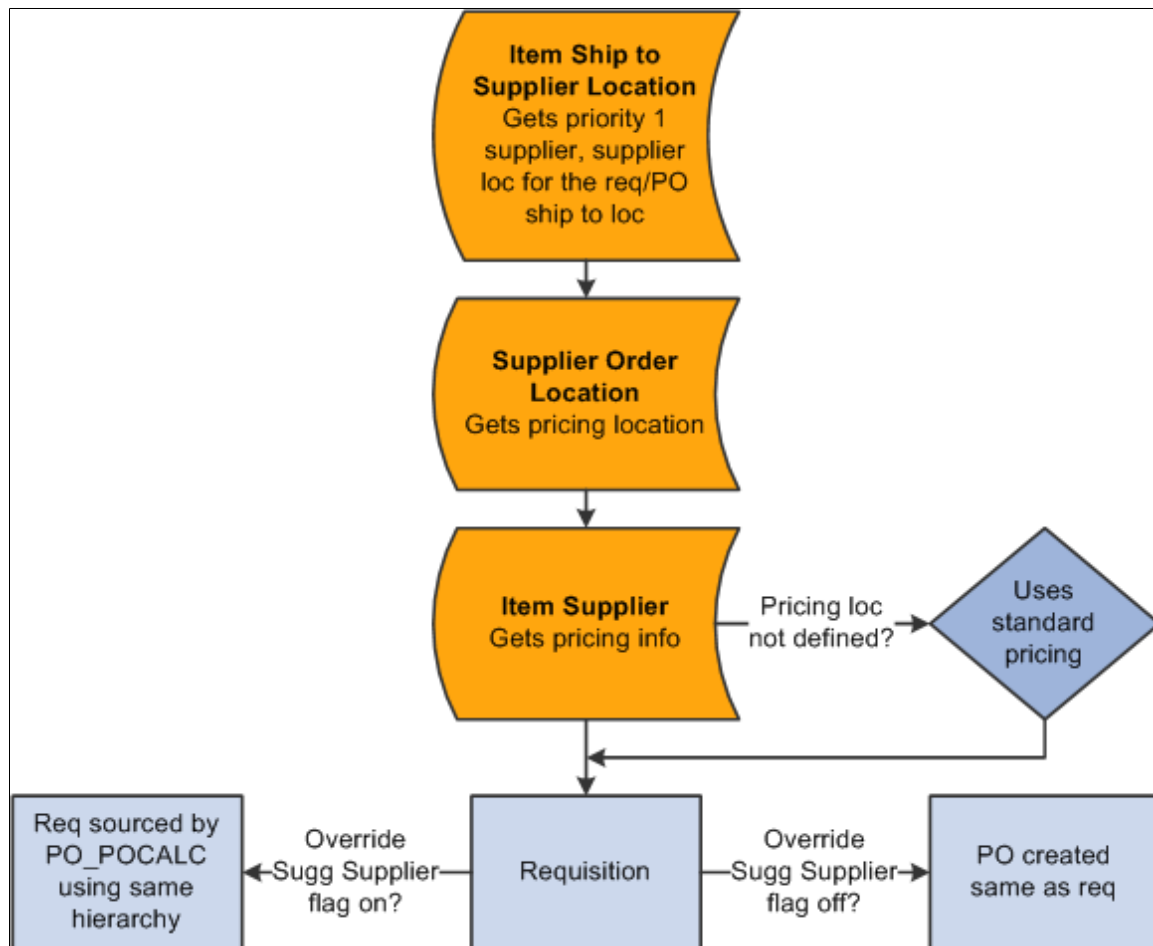 Item Ship to
Supplier Location
Gets priority 1
supplier, supplier
loc for the req/PO
ship to loc
Supplier Order
Location
Gets pricing location
Item Supplier
Gets pricing info
Pricing loc
not defined?
Uses
standard
pricing
Req sourced by
PO_POCALC
using same
hierarchy
Override
Sugg Supplier
flag on?
Requisition
Override
Sugg Supplier
flag off?
PO created
same as req